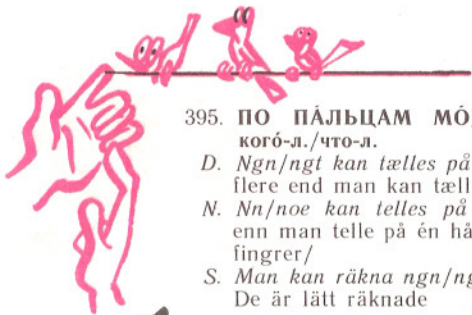 395. ПО ПА́ЛЬЦАМ МО́
кого́-л./что-л.
D. Ngn/ngt kan tælles på
flere end man kan tæll
N. Nn/noe kan telles på
enn man telle på én hå
fingrer/
S. Man kan räkna ngn/ng
De är lätt räknade